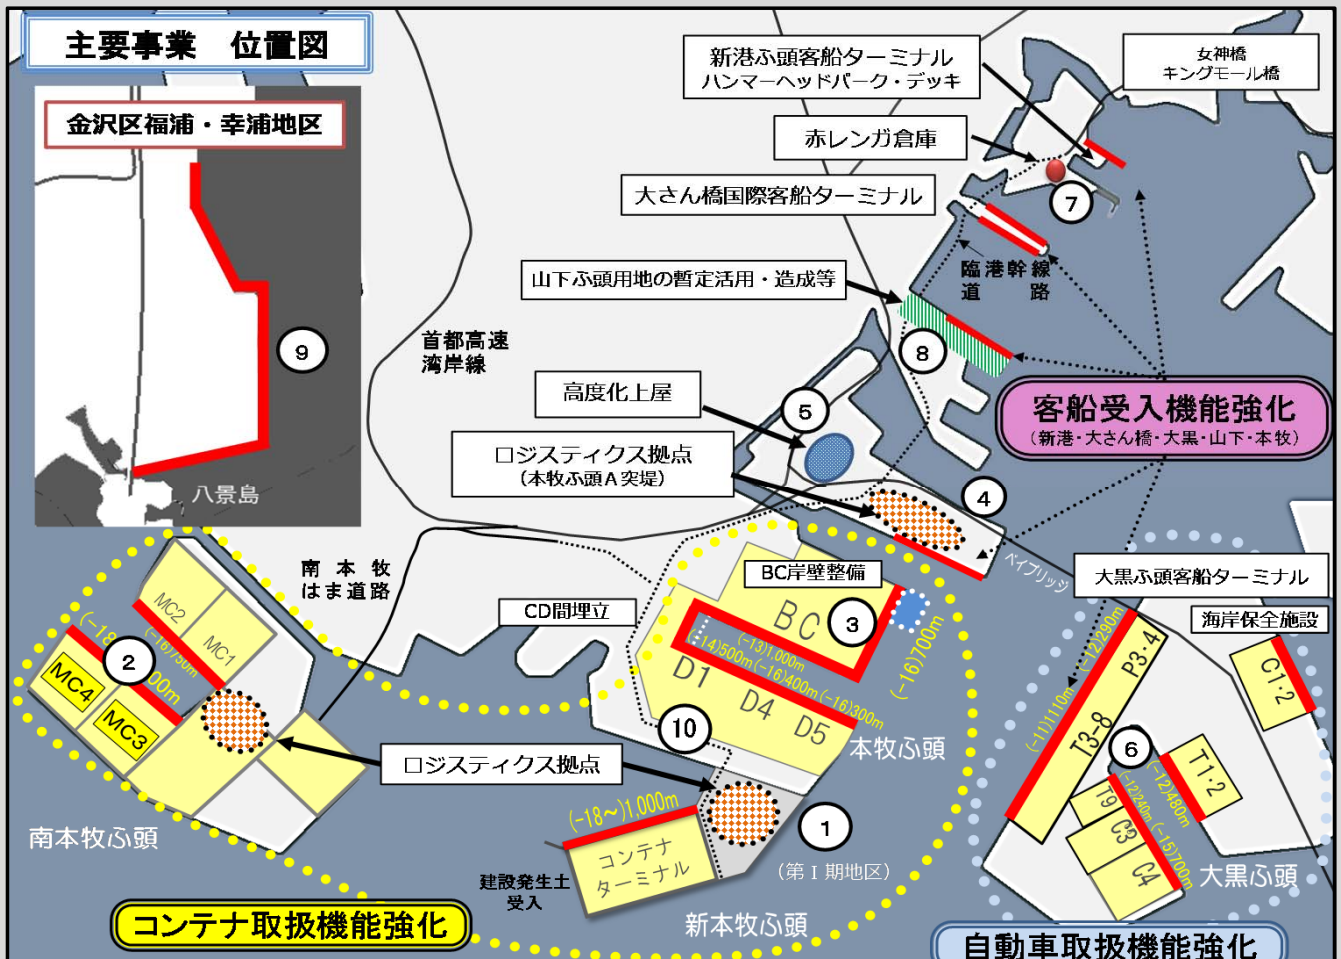 主要事業 位置図
金沢区福浦・幸浦地区
⑨
八景島
新港ふ頭客船ターミナル
ハンマーヘッドパーク・デッキ
女神橋
キングモール橋
赤レンガ倉庫
大さん橋国際客船ターミナル
⑦
臨港幹線
道路
山下ふ頭用地の暫定活用・造成等
⑧
首都高速
湾岸線
高度化上屋
⑤
客船受入機能強化
(新港・大さん橋・大黒・山下・本牧)
ロジスティクス拠点
(本牧ふ頭A突堤)
④
ベイブリッジ
南本牧
はま道路
BC岸壁整備
CD間埋立
大黒ふ頭客船ターミナル
海岸保全施設
MC2
MC1
(-16)750m
②
MC4
MC3
BC
③
(-16)700m
(-13)1,000m
(-14)500m(-16)400m(-16)300m
D1
D4
D5
⑩
本牧ふ頭
(-12)290m
P3・4
(-11)1110m
T3-8
C1・2
⑥
T1・2
(-12)480m
T9
C3
C4
(-12)240m(-15)700m
大黒ふ頭
ロジスティクス拠点
南本牧ふ頭
(-18~)1,000m
コンテナ
ターミナル
①
(第Ⅰ期地区)
建設発生土
受入
新本牧ふ頭
コンテナ取扱機能強化
自動車取扱機能強化